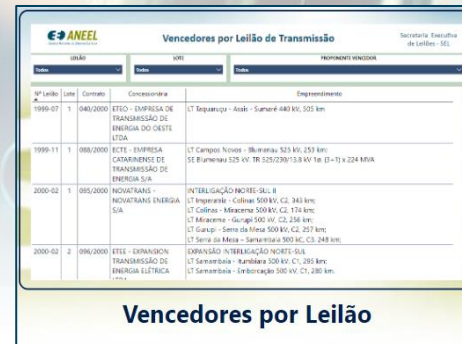 ANEEL
Vencedores por Leilão de Transmissão
Secretaria Executiva
de Leilões - SEL
LEILÃO LOTE PROPONENTE VENCEDOR
Todos Todos Todos
Nº Leilão Lote Contrato Concessionária Empreendimento
1999-07 1 040/2000 ETEO - EMPRESA DE LT Taquaruçu - Assis - Sumaré 440 kV, 505 km
TRANSMISSÃO DE
ENERGIA DO OESTE
LTDA
1999-11 1 088/2000 ECTE - EMPRESA LT Campos Novos - Blumenau 525 kV, 253 km;
CATARINENSE DE SE Blumenau 525 kV. TR 525/230/13.8 kV 1ø. (3+1) x 224 MVA
TRANSMISSÃO DE
ENERGIA S/A
2000-02 1 095/2000 NOVATRANS - INTERLIGAÇÃO NORTE-SUL II
NOVATRANS ENERGIA LT Imperatriz - Colinas 500 kV, C2, 343 km;
S/A LT Colinas - Miracema 500 kV, C2, 174 km;
LT Miracema - Gurupi 500 kV, C2, 256 km;
LT Gurupi - Serra da Mesa 500 kV, C2, 257 km;
LT Serra da Mesa - Samambaia 500 kC, C3, 248 km;
2000-02 2 096/2000 ETEE - EXPANSION EXPANSÃO INTERLIGAÇÃO NORTE-SUL
TRANSMISSÃO DE LT Samambaia - Itumbiara 500 kV, C1, 295 km;
ENERGIA ELÉTRICA LT Samambaia - Emborcação 500 kV, C1, 280 km.
Vencedores por Leilão